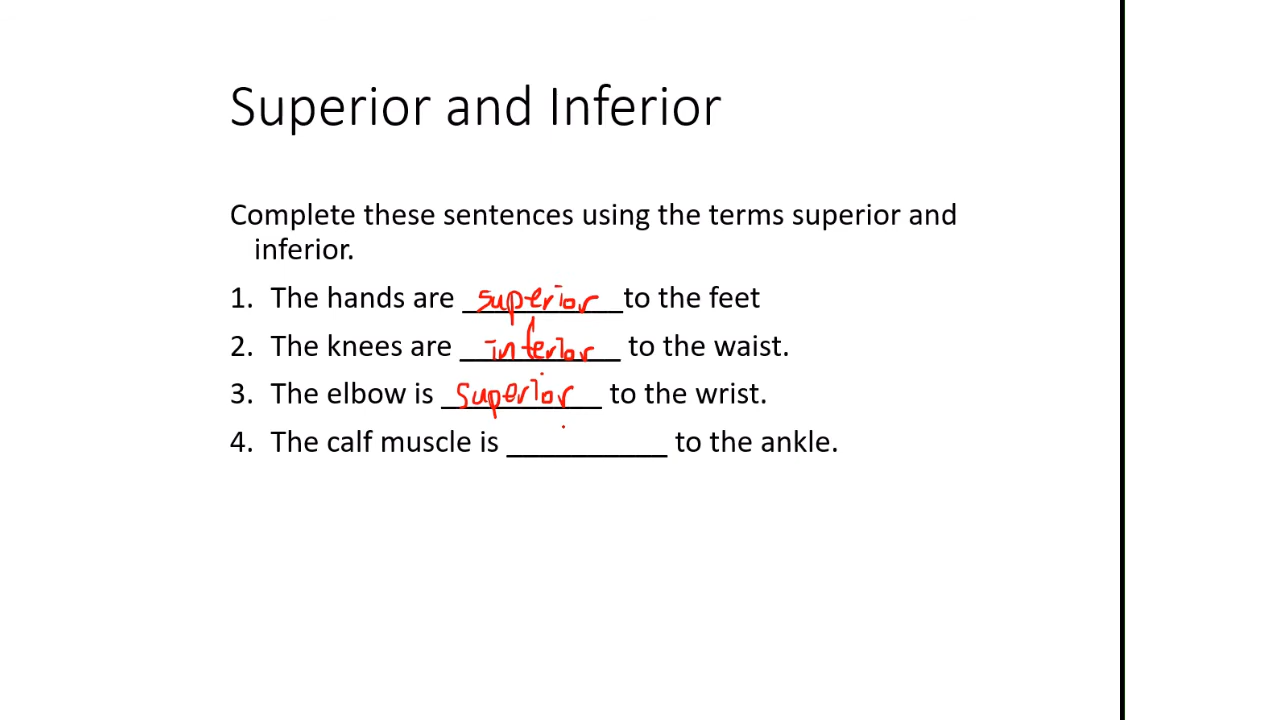 Superior and Inferior
Complete these sentences using the terms superior and
inferior.
1. The hands are superior to the feet
2. The knees are inferior to the waist.
3. The elbow is superior to the wrist.
4. The calf muscle is __________ to the ankle.